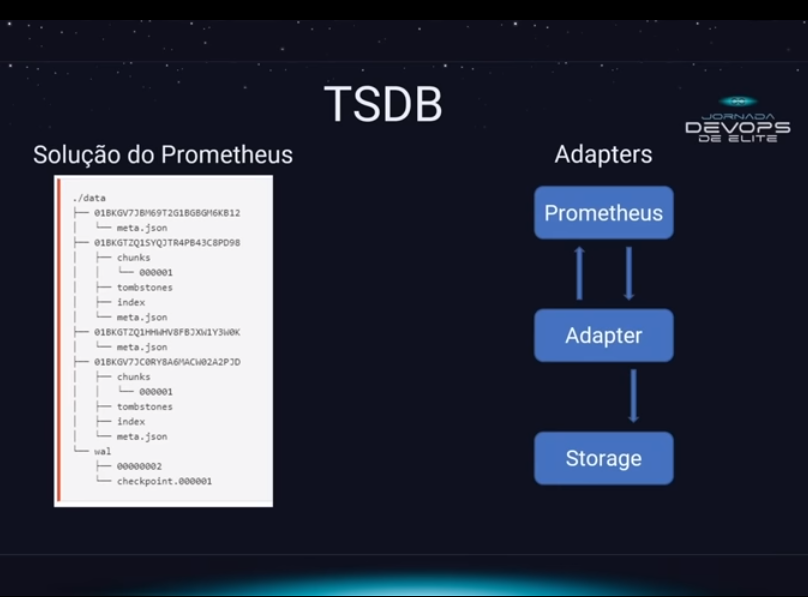 TSDB
JORNADA
DEVOPS
DE ELITE
Solução do Prometheus
./data
├── 01BKGV7JBM69T2G1BGBGM6KB12
│   └── meta.json
├── 01BKGTZQ1SYQJTR4PB43C8PD98
│   ├── chunks
│   │   └── 000001
│   ├── tombstones
│   ├── index
│   └── meta.json
├── 01BKGTZQ1HHWHV8FBJXW1Y3W0K
│   └── meta.json
├── 01BKGV7JC0RY8A6MACW02A2PJD
│   ├── chunks
│   │   └── 000001
│   ├── tombstones
│   ├── index
│   └── meta.json
└── wal
    ├── 00000002
    └── checkpoint.000001
Adapters
Prometheus
Adapter
Storage